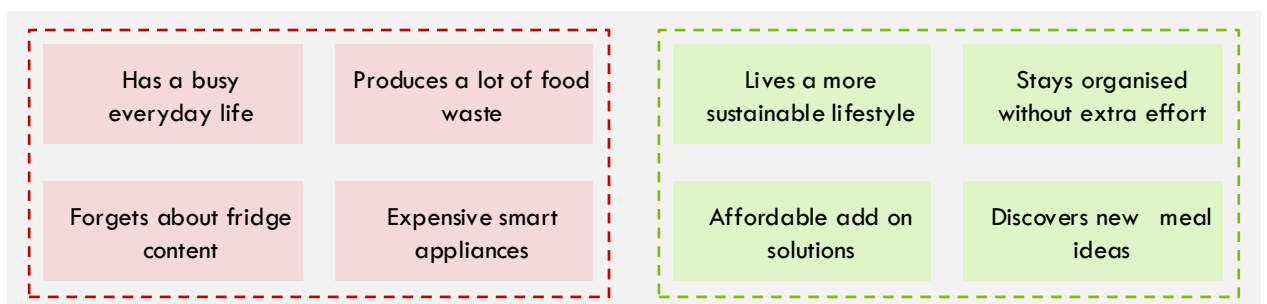 Has a busy
everyday life
Produces a lot of food
waste
Forgets about fridge
content
Expensive smart
appliances
Lives a more
sustainable lifestyle
Stays organised
without extra effort
Affordable add on
solutions
Discovers new meal
ideas